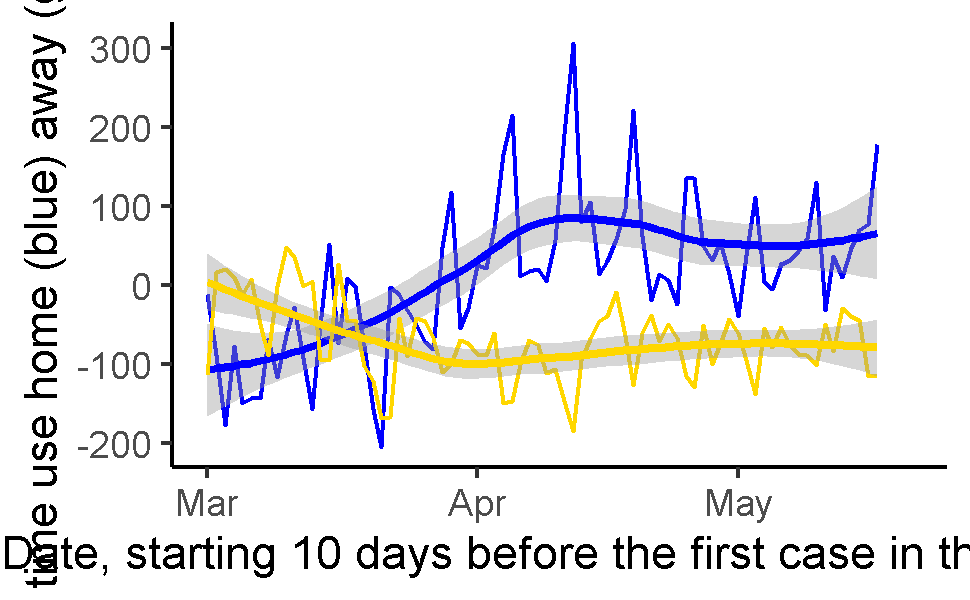 time use home (blue) away (
300
200
100
0
-100
-200
Mar Apr May
Date, starting 10 days before the first case in th